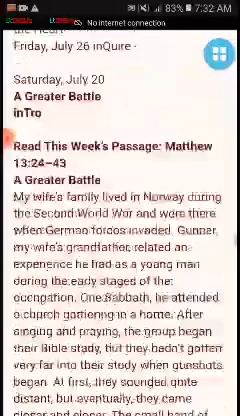 83% 7:32 AM
No internet connection
the Heart
Friday, July 26 inQuire -
Saturday, July 20
A Greater Battle
inTro
Read This Week's Passage: Matthew
13:24–43
A Greater Battle
My wife's family lived in Norway during
the Second World War and were there
when German forces invaded. Gunner,
my wife's grandfather, related an
experience he had as a young man
during the early stages of the
occupation. One Sabbath, he attended
a church gathering in a home. After
singing and praying, the group began
their Bible study, but they hadn't gotten
very far into their study when gunshots
began. At first, they sounded quite
distant, but eventually, they came
closer and closer. The small band of